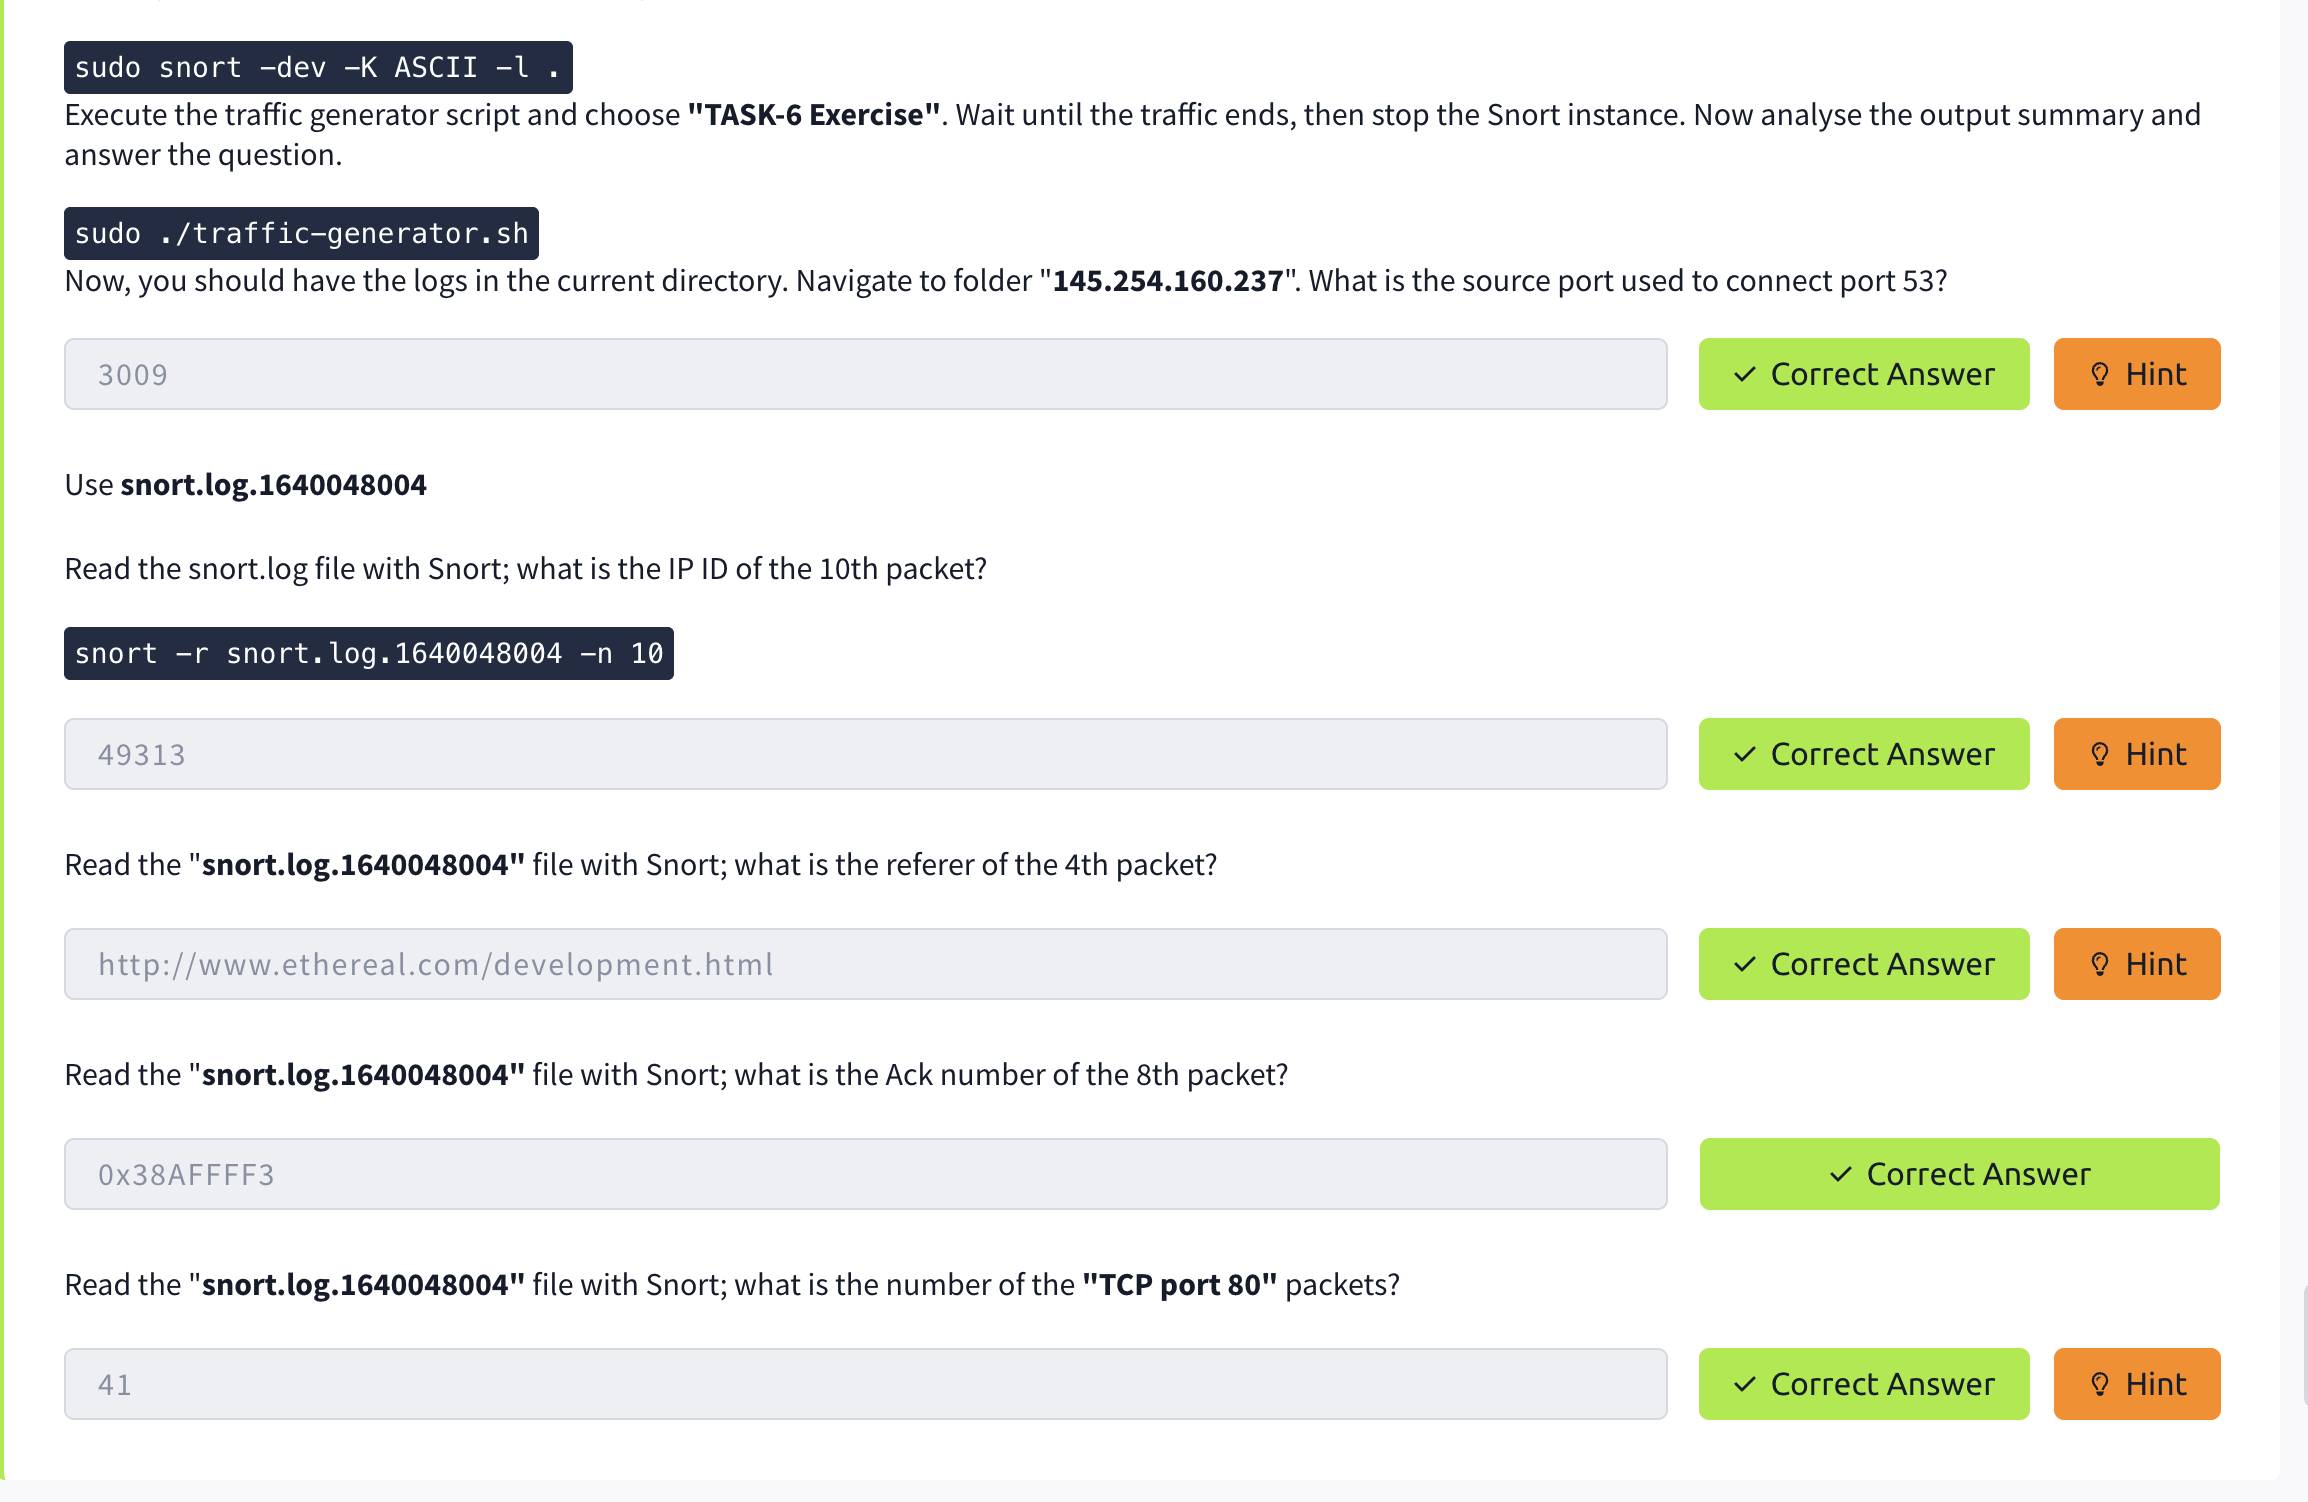 sudo snort -dev -K ASCII -l .
Execute the traffic generator script and choose "TASK-6 Exercise". Wait until the traffic ends, then stop the Snort instance. Now analyse the output summary and
answer the question.
sudo ./traffic-generator.sh
Now, you should have the logs in the current directory. Navigate to folder "145.254.160.237". What is the source port used to connect port 53?
3009
Correct Answer
Hint
Use snort.log.1640048004
Read the snort.log file with Snort; what is the IP ID of the 10th packet?
snort -r snort.log.1640048004 -n 10
49313
Correct Answer
Hint
Read the "snort.log.1640048004" file with Snort; what is the referer of the 4th packet?
http://www.ethereal.com/development.html
Correct Answer
Hint
Read the "snort.log.1640048004" file with Snort; what is the Ack number of the 8th packet?
0x38AFFFF3
Correct Answer
Read the "snort.log.1640048004" file with Snort; what is the number of the "TCP port 80" packets?
41
Correct Answer
Hint